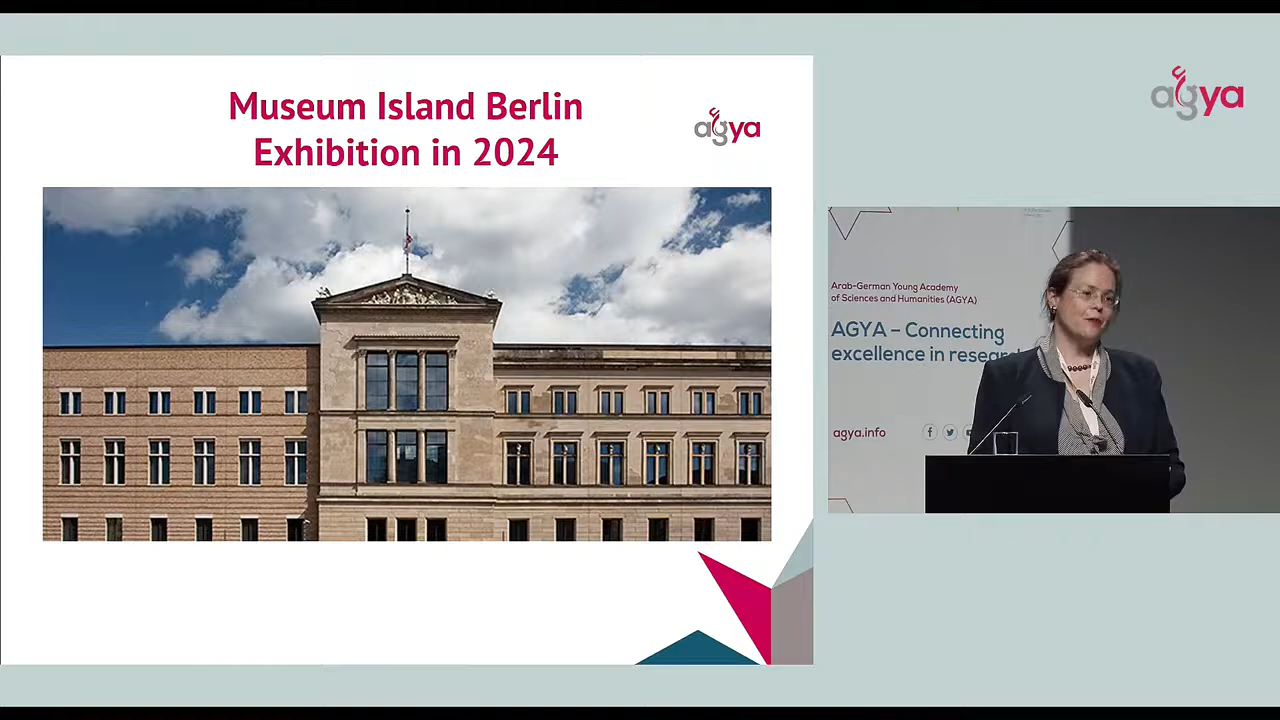 Museum Island Berlin
Exhibition in 2024
agya
agya
Arab-German Young Academy
of Sciences and Humanities (AGYA)
AGYA – Connecting
excellence in
agya.info